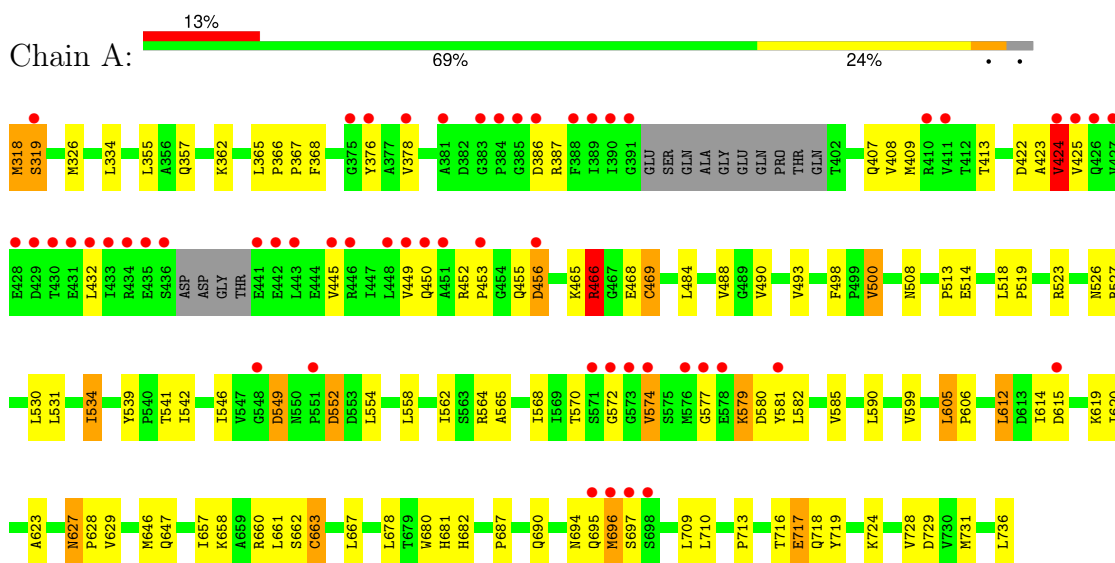 13%
Chain A:
69% 24% • •
M318 S319 M326 L334 L355 A356 Q357 K362 L365 P366 P367 F368 G375 Y376 A377 V378 A381 D382 G383 P384 G385 D386 R387 F388 I389 I390 G391 GLU SER GLN ALA GLY GLU GLN PRO THR GLN T402 Q407 V408 M409 R410 V411 T412 T413 D422 A423 V424 V425 Q426 V427
E428 D429 T430 E431 L432 I433 R434 E435 S436 ASP ASP GLY THR E441 E442 L443 E444 V445 R446 I447 L448 V449 Q450 A451 R452 P453 G454 Q455 D456 K465 R466 G467 E468 C469 L484 V488 G489 V490 V493 F498 P499 V500 N508 P513 E514 L518 P519 R523 N526
L530 L531 I534 Y539 P540 T541 I542 I546 V547 G548 D549 N550 P551 D552 D553 L554 L558 I562 S563 R564 A565 I568 I569 T570 S571 G572 G573 V574 S575 M576 G577 E578 K579 D580 Y581 L582 V585 L590 V599 L605 P606 L612 D613 I614 D615 K619
A623 N627 P628 V629 M646 Q647 I657 K658 A659 R660 L661 S662 C663 L667 L678 T679 W680 H681 H682 P687 Q690 N694 Q695 M696 S697 S698 L709 L710 P713 T716 E717 Q718 Y719 K724 V728 D729 V730 M731 L736